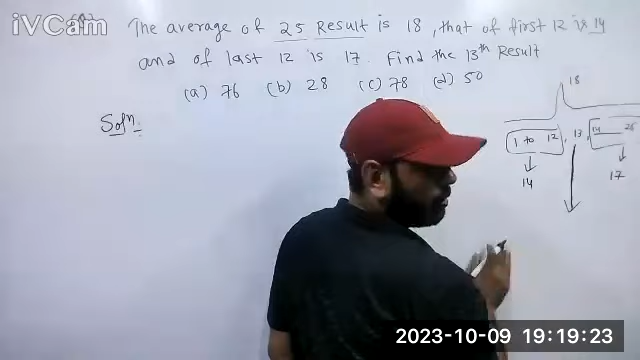 iVCam
(Q) The average of 25 Result is 18, that of first 12 is 14
and of last 12 is 17. Find the 13th Result
(a) 76 (b) 28 (c) 78 (d) 50
Solⁿ.
18
1 to 12, 13, 14 25
14
17
2023-10-09 19:19:23